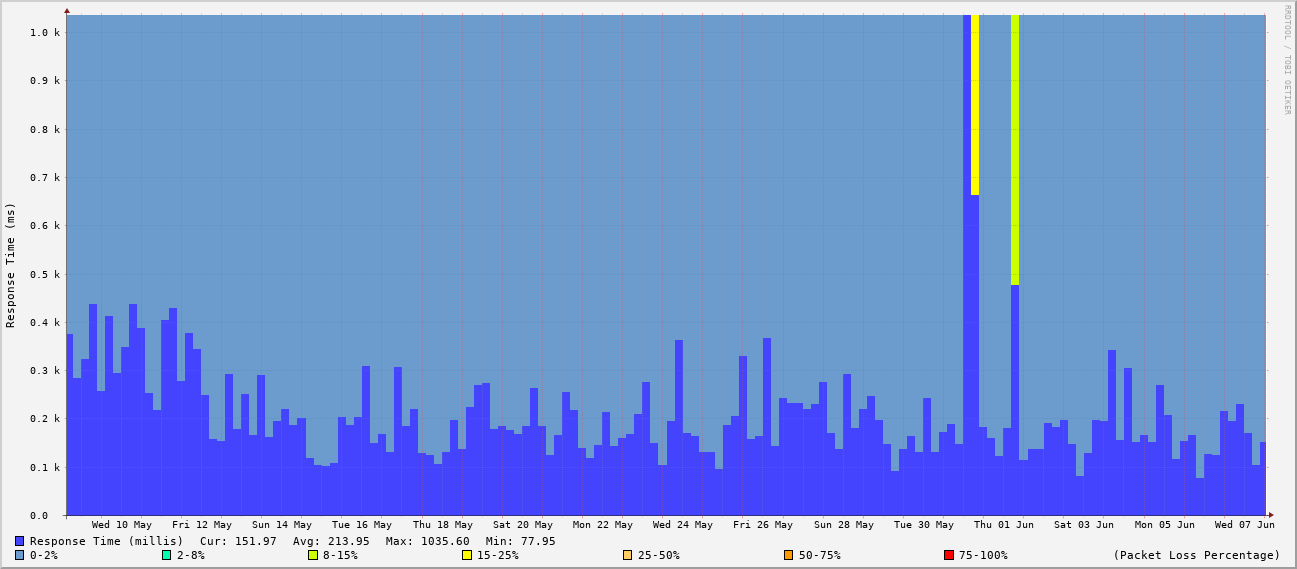 RRDTOOL / TOBI OETIKER
Response Time (ms)
1.0 k
0.9 k
0.8 k
0.7 k
0.6 k
0.5 k
0.4 k
0.3 k
0.2 k
0.1 k
0.0
Wed 10 May Fri 12 May Sun 14 May Tue 16 May Thu 18 May Sat 20 May Mon 22 May Wed 24 May Fri 26 May Sun 28 May Tue 30 May Thu 01 Jun Sat 03 Jun Mon 05 Jun Wed 07 Jun
Response Time (millis) Cur: 151.97 Avg: 213.95 Max: 1035.60 Min: 77.95
0-2% 2-8% 8-15% 15-25% 25-50% 50-75% 75-100% (Packet Loss Percentage)